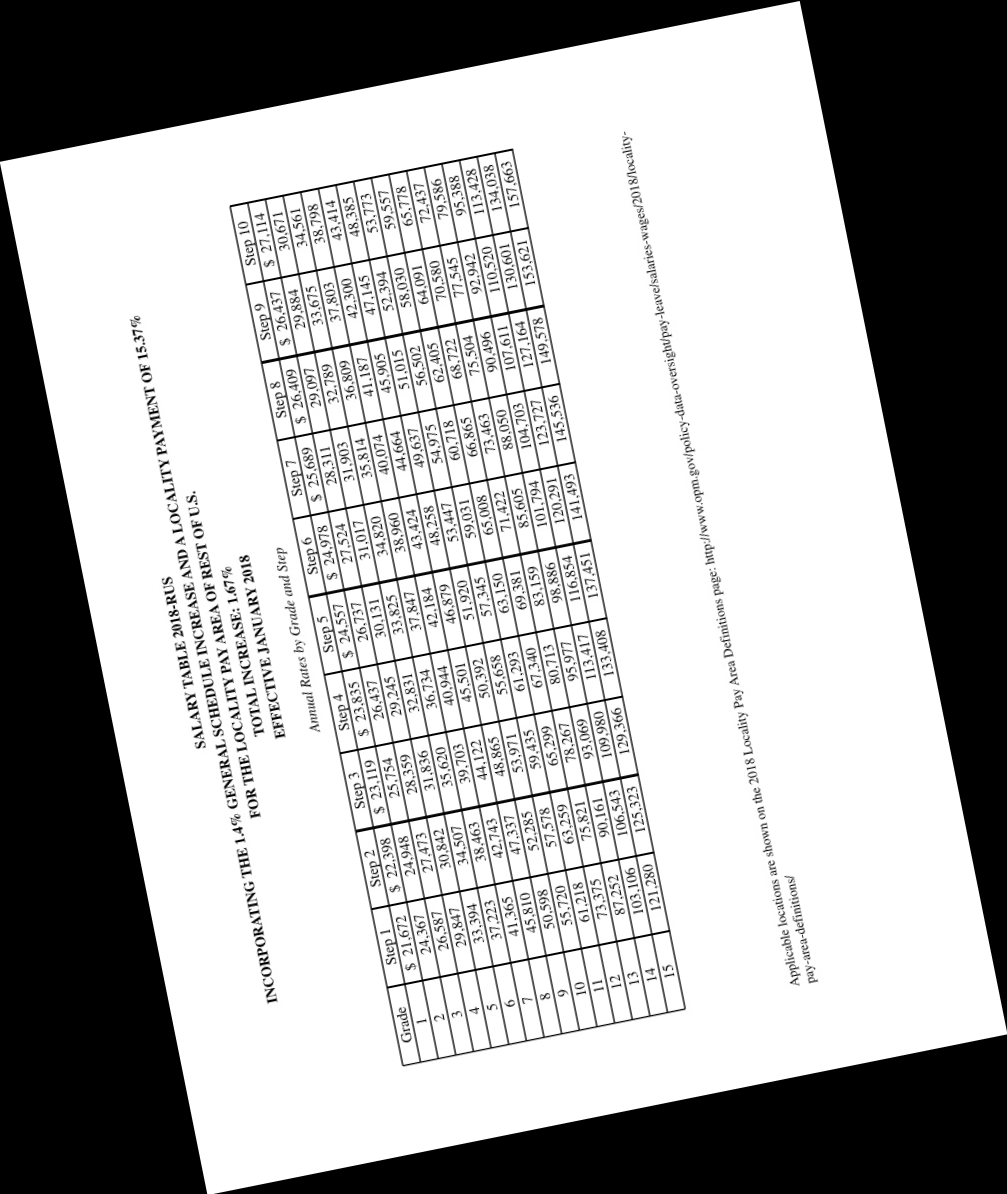 SALARY TABLE 2018-RUS
INCORPORATING THE 1.4% GENERAL SCHEDULE INCREASE AND A LOCALITY PAYMENT OF 15.37%
FOR THE LOCALITY PAY AREA OF REST OF U.S.
TOTAL INCREASE: 1.67%
EFFECTIVE JANUARY 2018
Annual Rates by Grade and Step
Grade Step 1 Step 2 Step 3 Step 4 Step 5 Step 6 Step 7 Step 8 Step 9 Step 10
1 $ 21,672 $ 22,398 $ 23,119 $ 23,835 $ 24,557 $ 24,978 $ 25,689 $ 26,409 $ 26,437 $ 27,114
2 24,367 24,948 25,754 26,437 26,737 27,524 28,311 29,097 29,884 30,671
3 26,587 27,473 28,359 29,245 30,131 31,017 31,903 32,789 33,675 34,561
4 29,847 30,842 31,836 32,831 33,825 34,820 35,814 36,809 37,803 38,798
5 33,394 34,507 35,620 36,734 37,847 38,960 40,074 41,187 42,300 43,414
6 37,223 38,463 39,703 40,944 42,184 43,424 44,664 45,905 47,145 48,385
7 41,365 42,743 44,122 45,501 46,879 48,258 49,637 51,015 52,394 53,773
8 45,810 47,337 48,865 50,392 51,920 53,447 54,975 56,502 58,030 59,557
9 50,598 52,285 53,971 55,658 57,345 59,031 60,718 62,405 64,091 65,778
10 55,720 57,578 59,435 61,293 63,150 65,008 66,865 68,722 70,580 72,437
11 61,218 63,259 65,299 67,340 69,381 71,422 73,463 75,504 77,545 79,586
12 73,375 75,821 78,267 80,713 83,159 85,605 88,050 90,496 92,942 95,388
13 87,252 90,161 93,069 95,977 98,886 101,794 104,703 107,611 110,520 113,428
14 103,106 106,543 109,980 113,417 116,854 120,291 123,727 127,164 130,601 134,038
15 121,280 125,323 129,366 133,408 137,451 141,493 145,536 149,578 153,621 157,663
Applicable locations are shown on the 2018 Locality Pay Area Definitions page: http://www.opm.gov/policy-data-oversight/pay-leave/salaries-wages/2018/locality-
pay-area-definitions/